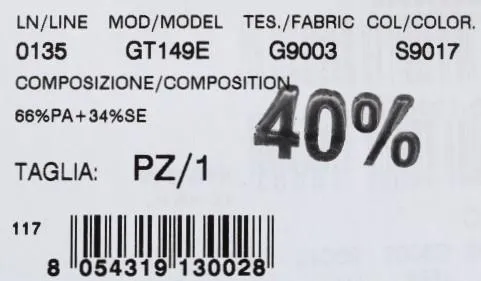 LN/LINE MOD/MODEL TES./FABRIC COL/COLOR.
0135 GT149E G9003 S9017
COMPOSIZIONE/COMPOSITION
66%PA+34%SE
40%
TAGLIA: PZ/1
117
8 054319 130028